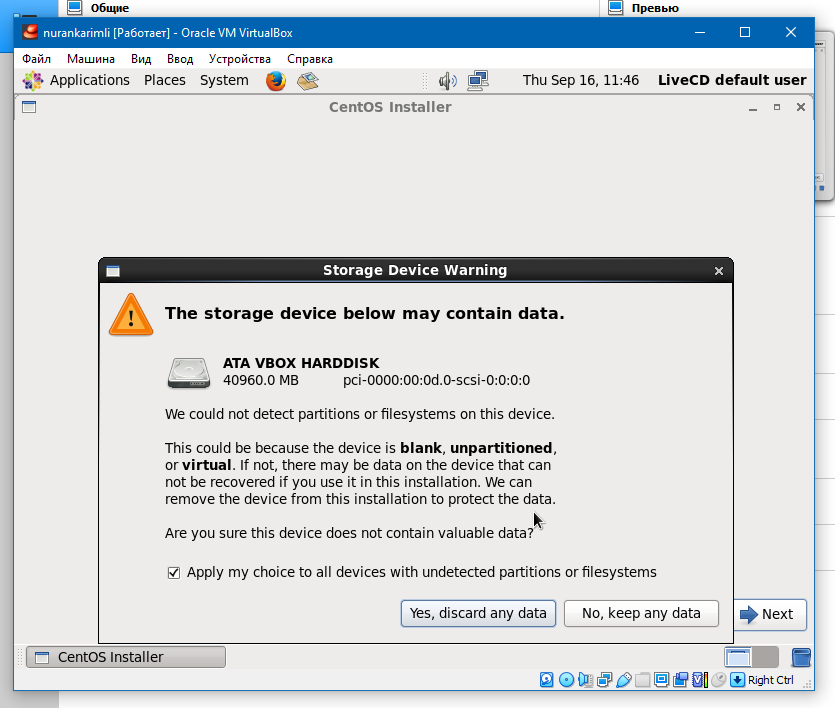 Общие
Превью
nurankarimli [Работает] - Oracle VM VirtualBox
Файл Машина Вид Ввод Устройства Справка
Applications Places System Thu Sep 16, 11:46 LiveCD default user
CentOS Installer
Storage Device Warning
The storage device below may contain data.
ATA VBOX HARDDISK
40960.0 MB pci-0000:00:0d.0-scsi-0:0:0:0
We could not detect partitions or filesystems on this device.
This could be because the device is blank, unpartitioned,
or virtual. If not, there may be data on the device that can
not be recovered if you use it in this installation. We can
remove the device from this installation to protect the data.
Are you sure this device does not contain valuable data?
Apply my choice to all devices with undetected partitions or filesystems
Yes, discard any data No, keep any data Next
CentOS Installer
Right Ctrl